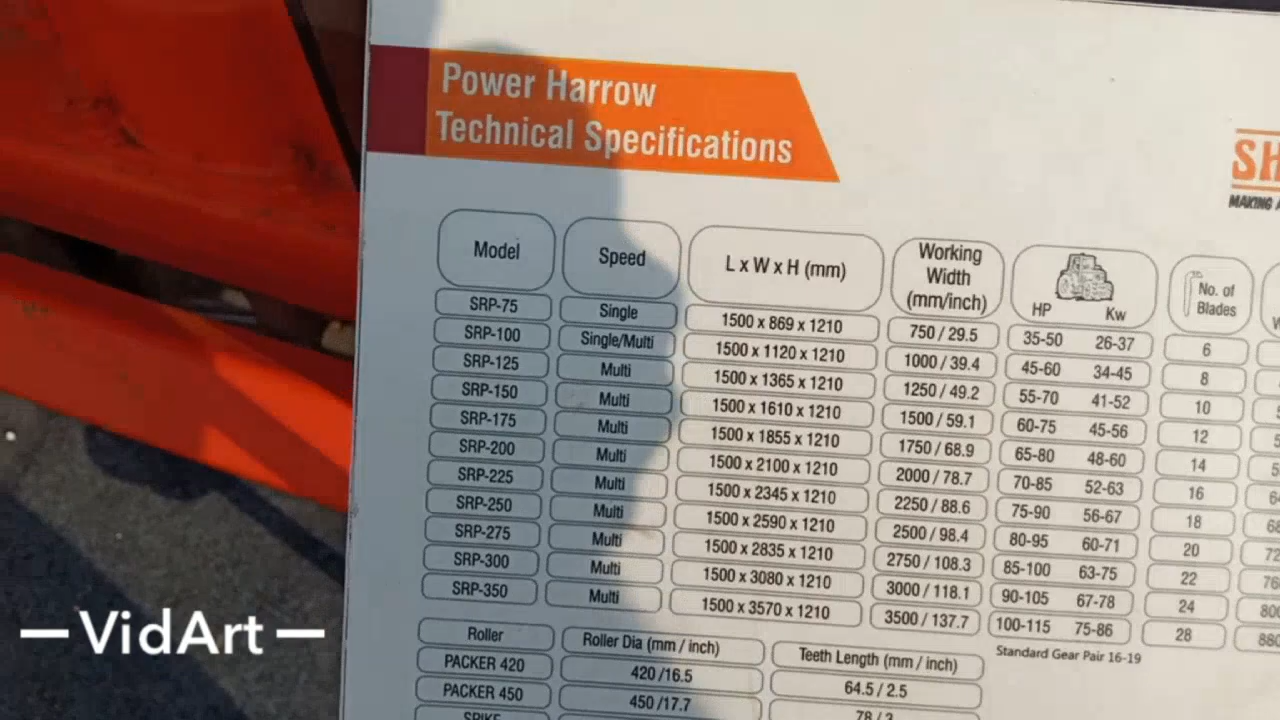 Power Harrow
Technical Specifications
SH
MAKING A
Model Speed L x W x H (mm) Working Width (mm/inch) HP Kw No. of Blades
SRP-75 Single 1500 x 869 x 1210 750 / 29.5 35-50 26-37 6
SRP-100 Single/Multi 1500 x 1120 x 1210 1000 / 39.4 45-60 34-45 8
SRP-125 Multi 1500 x 1365 x 1210 1250 / 49.2 55-70 41-52 10
SRP-150 Multi 1500 x 1610 x 1210 1500 / 59.1 60-75 45-56 12
SRP-175 Multi 1500 x 1855 x 1210 1750 / 68.9 65-80 48-60 14
SRP-200 Multi 1500 x 2100 x 1210 2000 / 78.7 70-85 52-63 16
SRP-225 Multi 1500 x 2345 x 1210 2250 / 88.6 75-90 56-67 18
SRP-250 Multi 1500 x 2590 x 1210 2500 / 98.4 80-95 60-71 20
SRP-275 Multi 1500 x 2835 x 1210 2750 / 108.3 85-100 63-75 22
SRP-300 Multi 1500 x 3080 x 1210 3000 / 118.1 90-105 67-78 24
SRP-350 Multi 1500 x 3570 x 1210 3500 / 137.7 100-115 75-86 28
Standard Gear Pair 16-19
Roller Roller Dia (mm / inch) Teeth Length (mm / inch)
PACKER 420 420 /16.5 64.5 / 2.5
PACKER 450 450 /17.7 78 / 3
SPIKE
VidArt